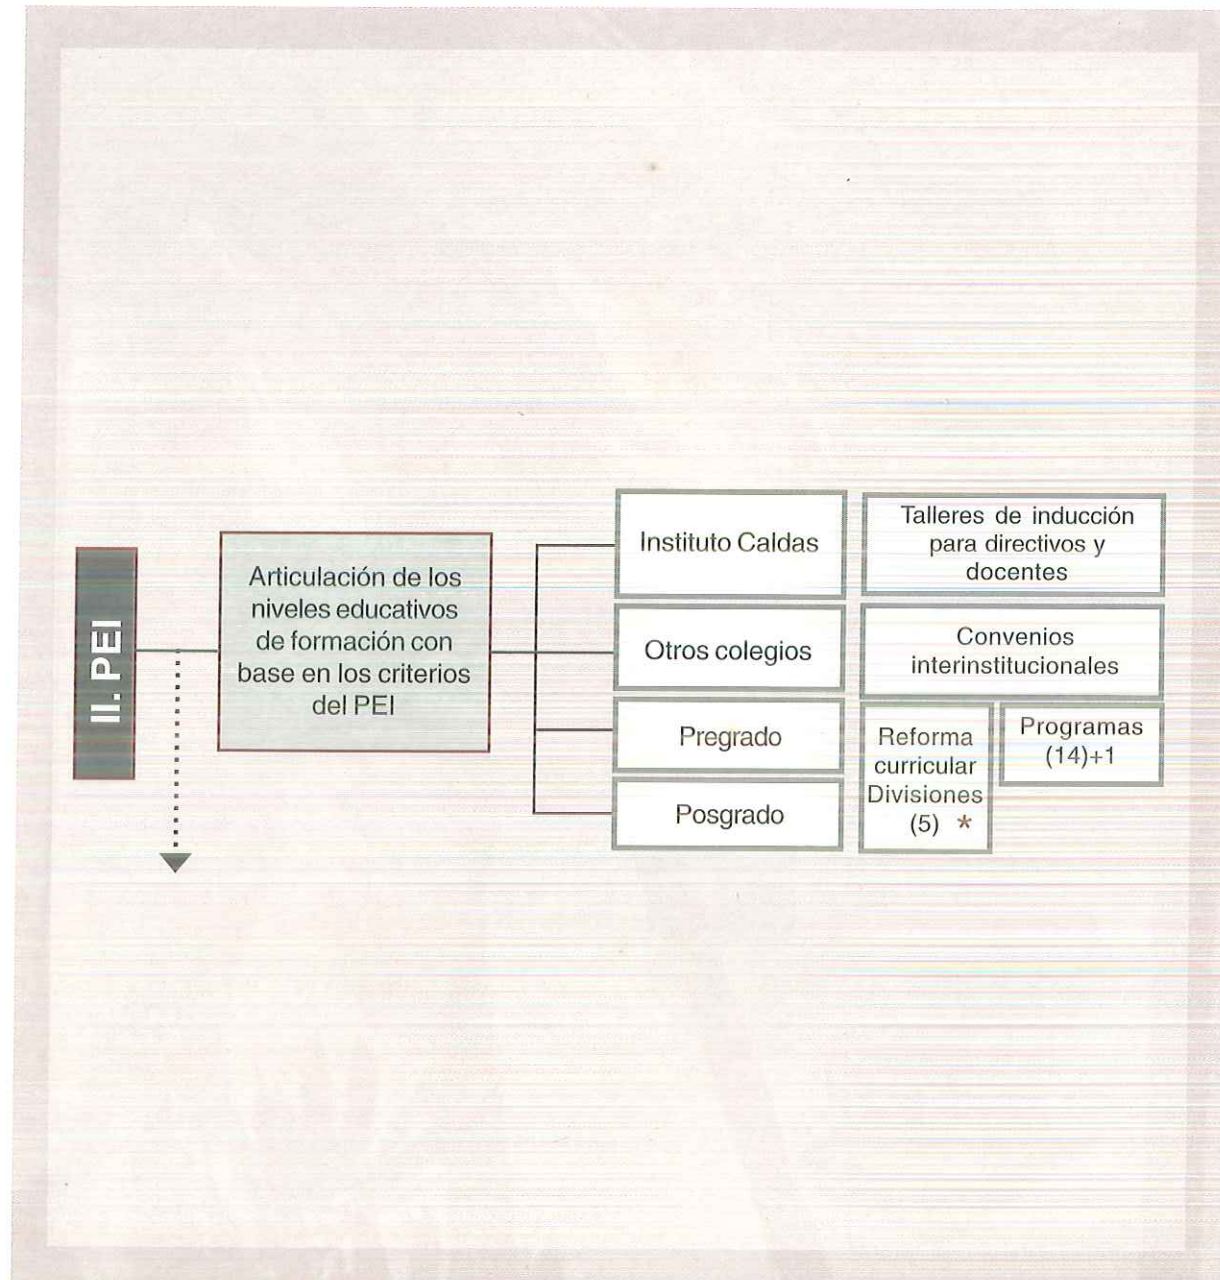 II. PEI
Articulación de los
niveles educativos
de formación con
base en los criterios
del PEI
Instituto Caldas
Talleres de inducción
para directivos y
docentes
Otros colegios
Convenios
interinstitucionales
Pregrado
Posgrado
Reforma
curricular
Divisiones
(5) *
Programas
(14)+1